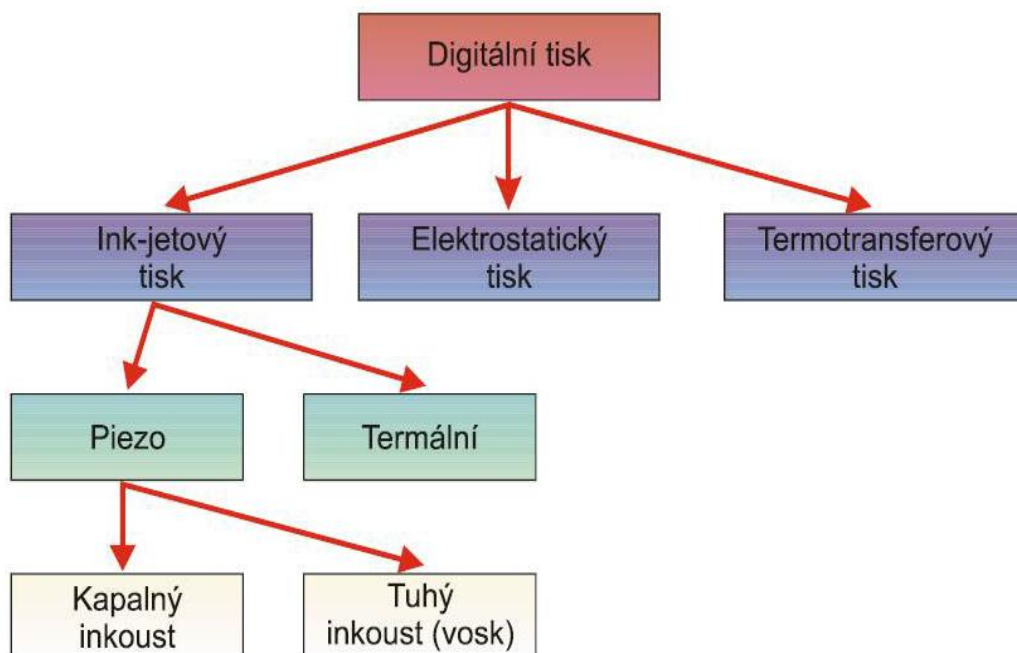 Digitální tisk
Ink-jetový
tisk
Elektrostatický
tisk
Termotransferový
tisk
Piezo
Termální
Kapalný
inkoust
Tuhý
inkoust (vosk)